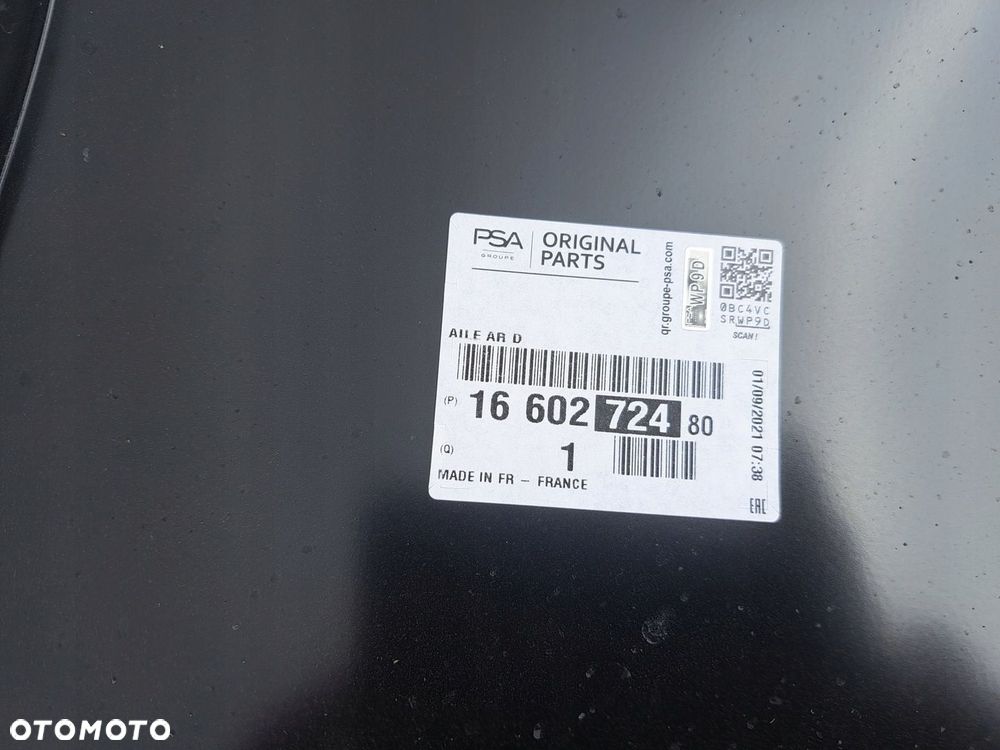 PSA
GROUPE
ORIGINAL
PARTS
qr.groupe-psa.com
PSA
WP9D
0BC4VC
SRWP9D
SCAN!
AILE AR D
(P) 16 602 724 80
(Q) 1
MADE IN FR – FRANCE
01/09/2021 07:38
EAC
OTOMOTO